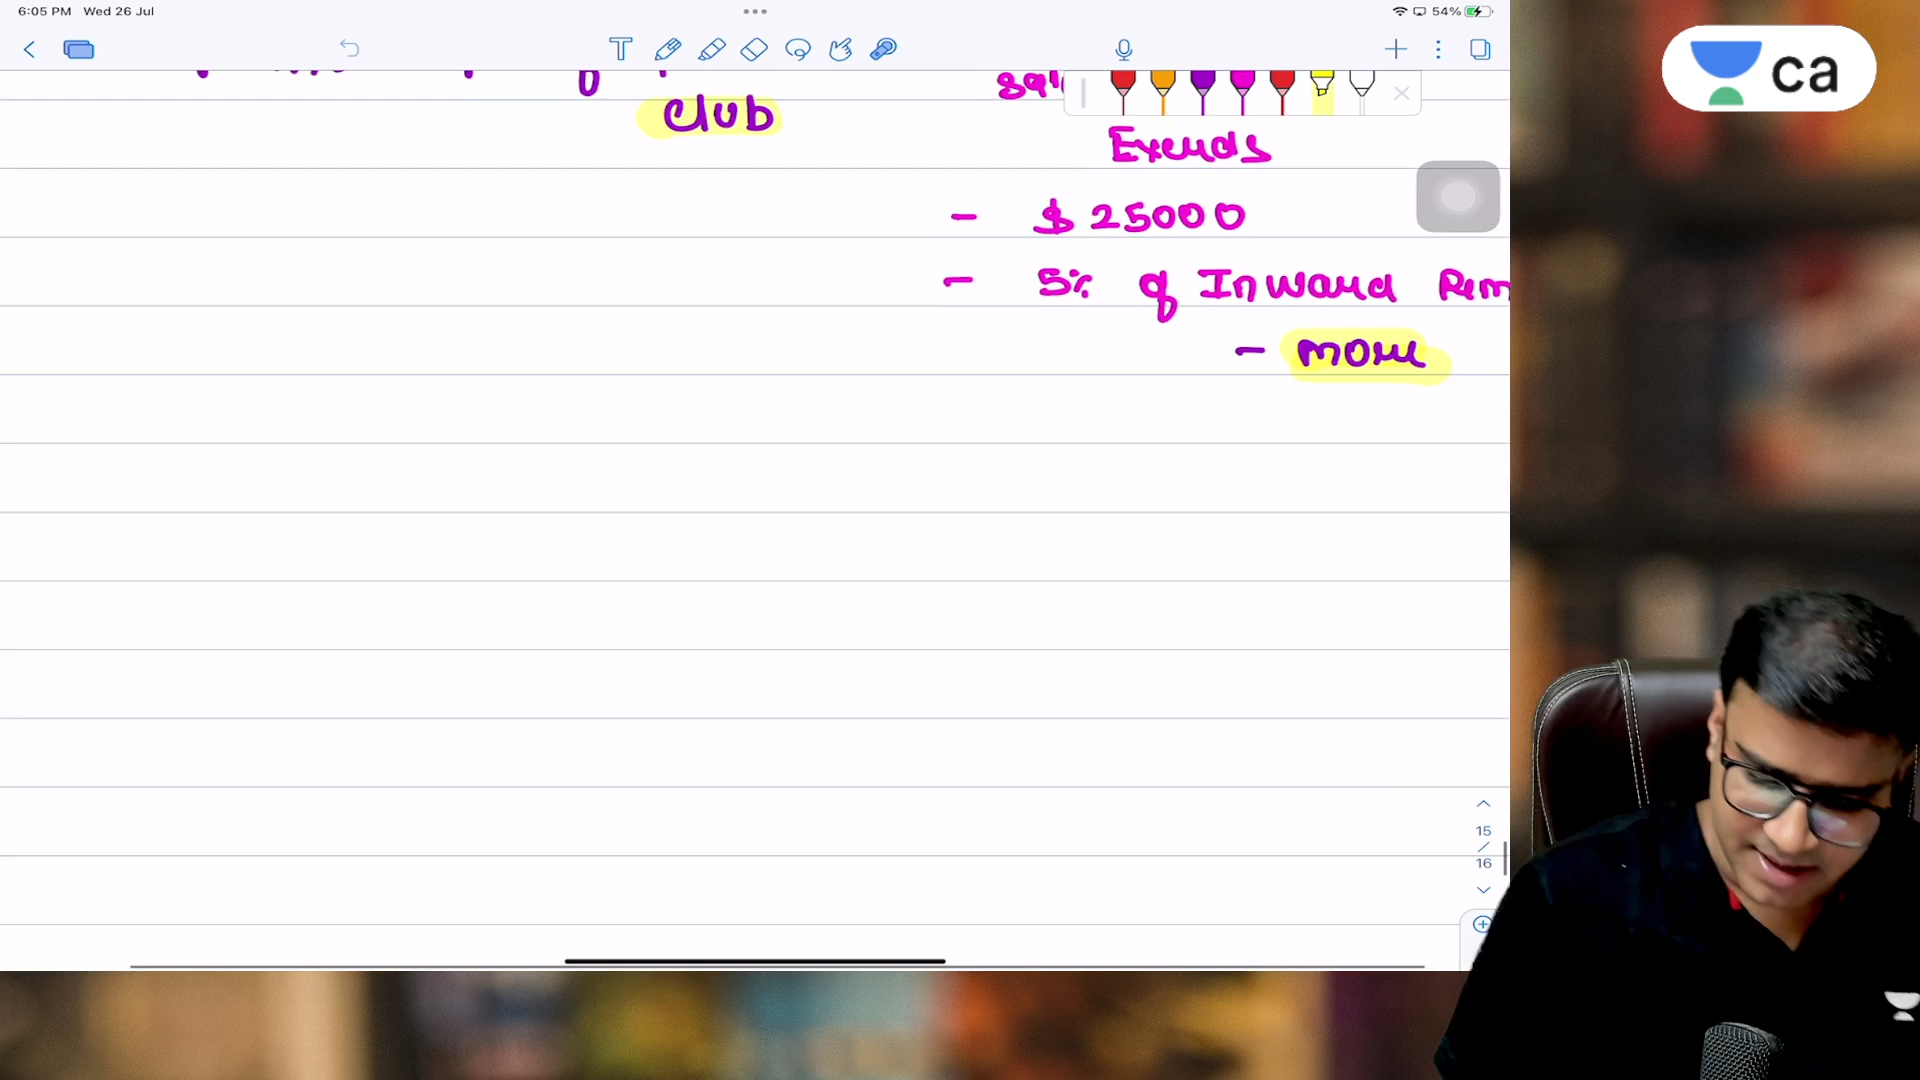 6:05 PM Wed 26 Jul
54%
T
ca
Club
Exceeds
- $ 25000
- 5% of Inward Rem
- more
15
/
16